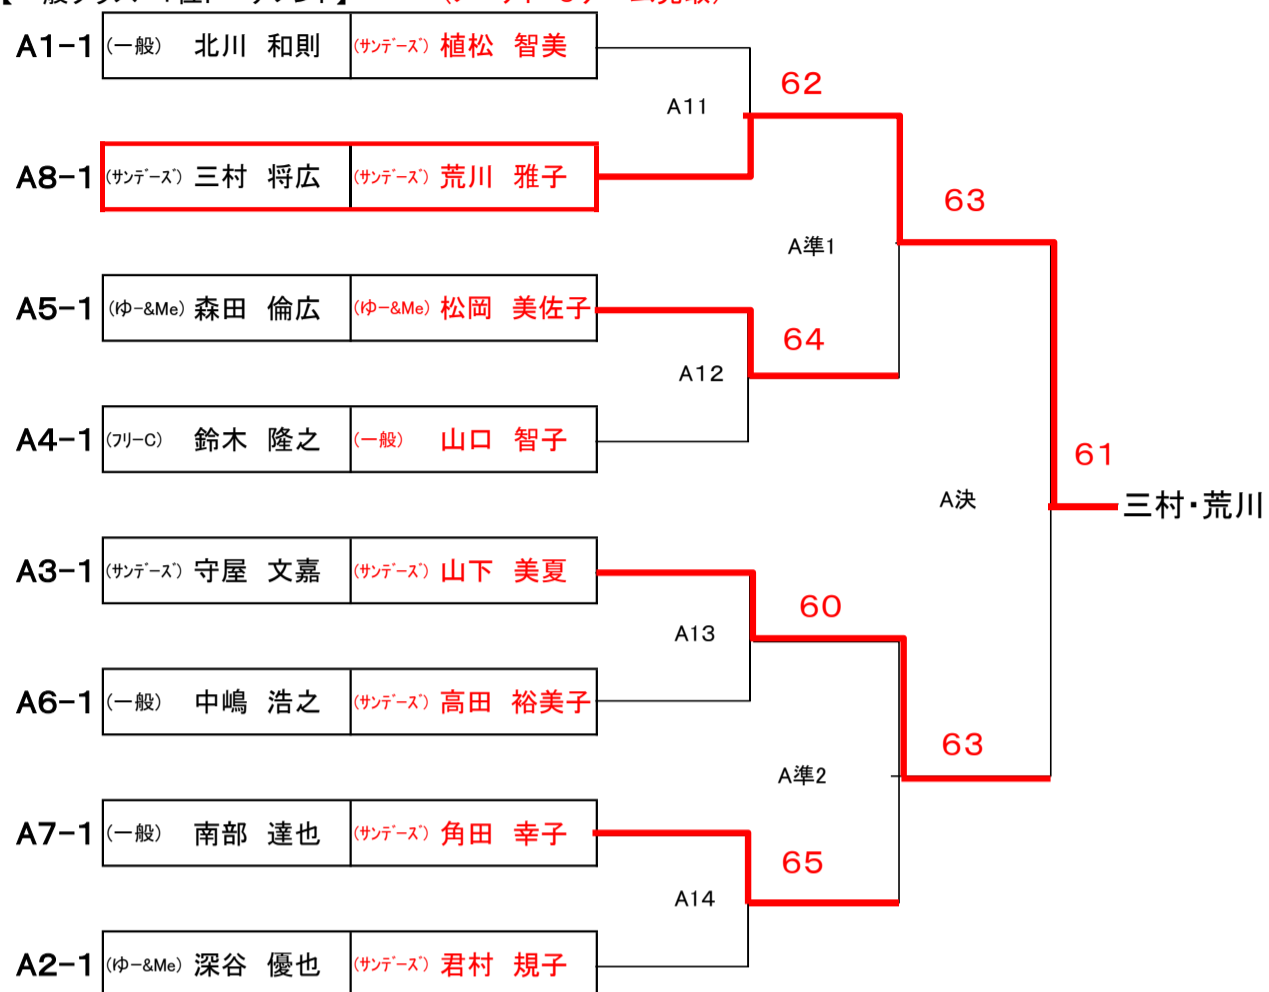 A1-1 (一般) 北川 和則 (サンデーズ) 植松 智美
62
A11
A8-1 (サンデーズ) 三村 将広 (サンデーズ) 荒川 雅子
63
A準1
A5-1 (ゆー&Me) 森田 倫広 (ゆー&Me) 松岡 美佐子
64
A12
A4-1 (フリーC) 鈴木 隆之 (一般) 山口 智子
61
A決
三村・荒川
A3-1 (サンデーズ) 守屋 文嘉 (サンデーズ) 山下 美夏
60
A13
A6-1 (一般) 中嶋 浩之 (サンデーズ) 高田 裕美子
63
A準2
A7-1 (一般) 南部 達也 (サンデーズ) 角田 幸子
65
A14
A2-1 (ゆー&Me) 深谷 優也 (サンデーズ) 君村 規子